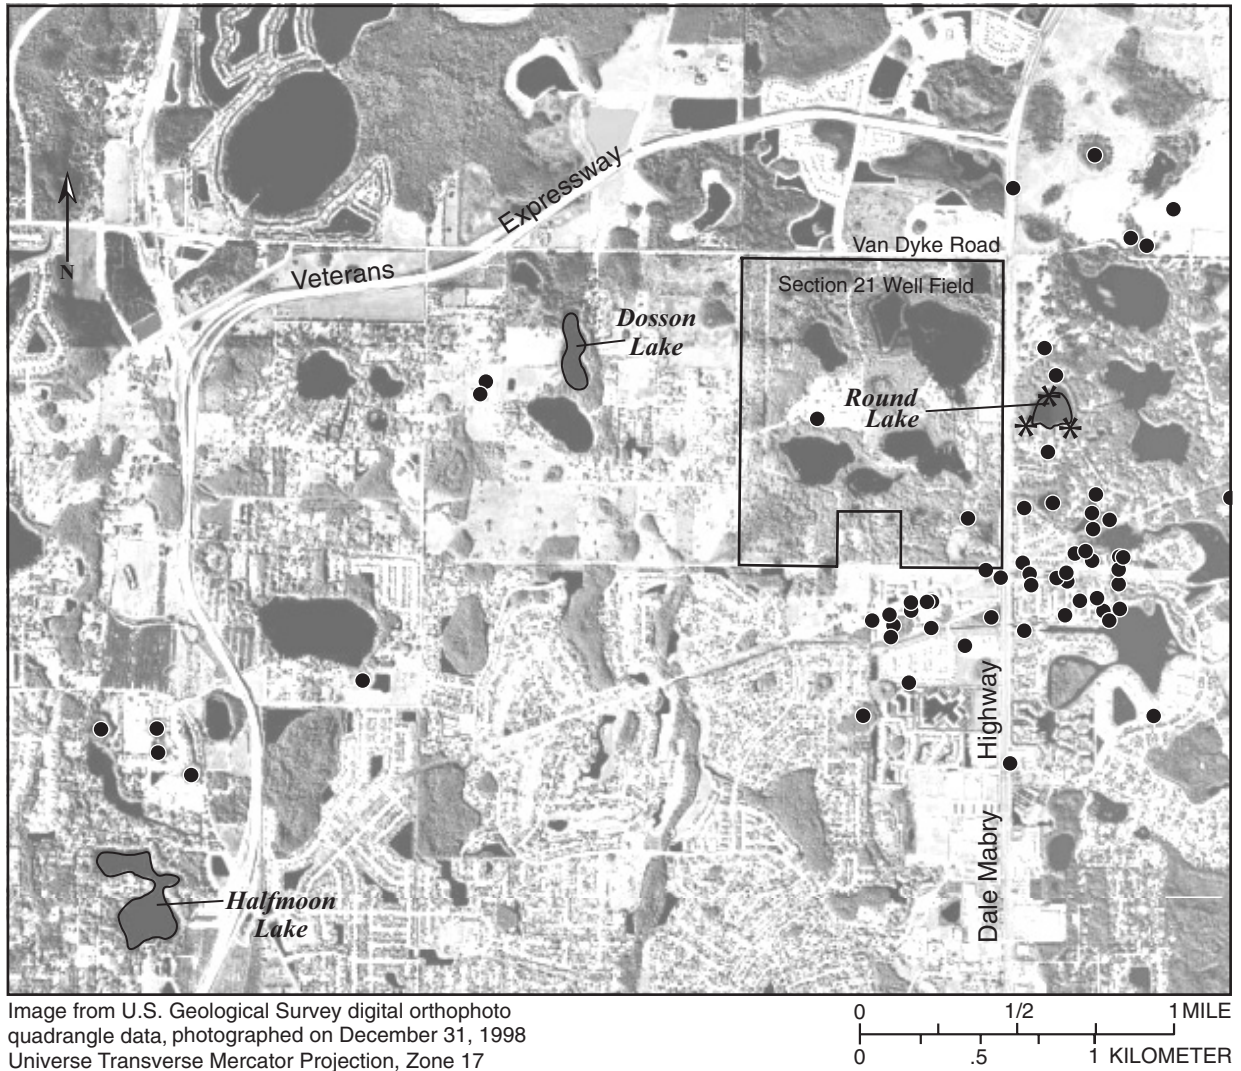 Expressway
Van Dyke Road
Veterans
N
Section 21 Well Field
Dosson
Lake
Round
Lake
Highway
Dale Mabry
Halfmoon
Lake
Image from U.S. Geological Survey digital orthophoto
quadrangle data, photographed on December 31, 1998
Universe Transverse Mercator Projection, Zone 17
0 1/2 1 MILE
0 .5 1 KILOMETER